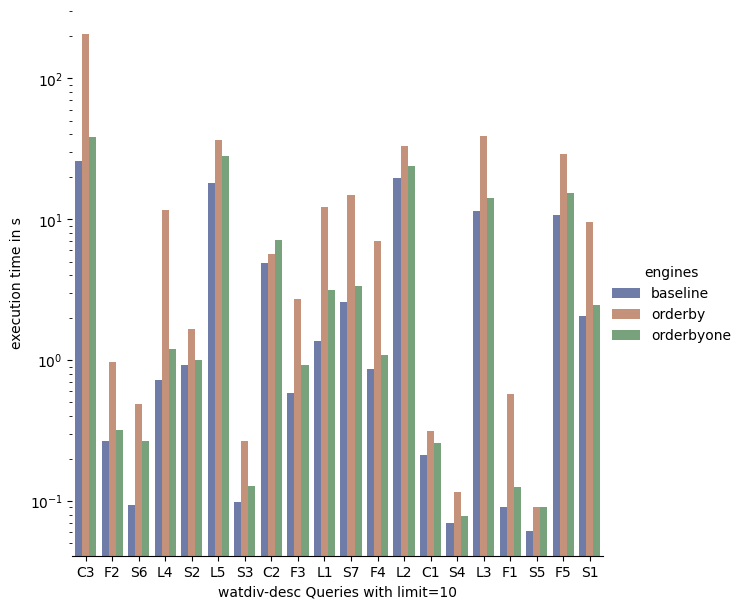 execution time in s
10²
10¹
10⁰
10⁻¹
C3 F2 S6 L4 S2 L5 S3 C2 F3 L1 S7 F4 L2 C1 S4 L3 F1 S5 F5 S1
watdiv-desc Queries with limit=10
engines
baseline
orderby
orderbyone